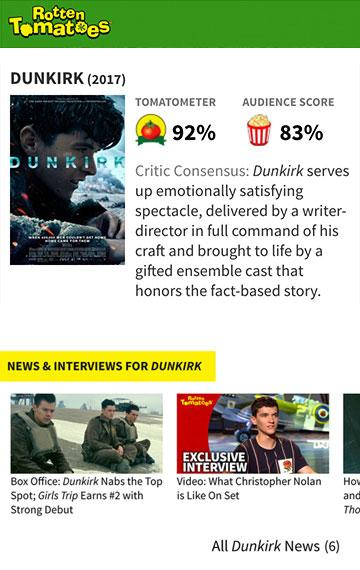 Rotten
Tomatoes
DUNKIRK (2017)
TOMATOMETER
92%
AUDIENCE SCORE
83%
DUNKIRK
WHEN 400,000 MEN COULDN'T GET HOME
HOME CAME FOR THEM
Critic Consensus: Dunkirk serves
up emotionally satisfying
spectacle, delivered by a writer-
director in full command of his
craft and brought to life by a
gifted ensemble cast that
honors the fact-based story.
NEWS & INTERVIEWS FOR DUNKIRK
Box Office: Dunkirk Nabs the Top
Spot; Girls Trip Earns #2 with
Strong Debut
Rotten
Tomatoes
EXCLUSIVE
INTERVIEW
Video: What Christopher Nolan
is Like On Set
How
and
Tho
All Dunkirk News (6)